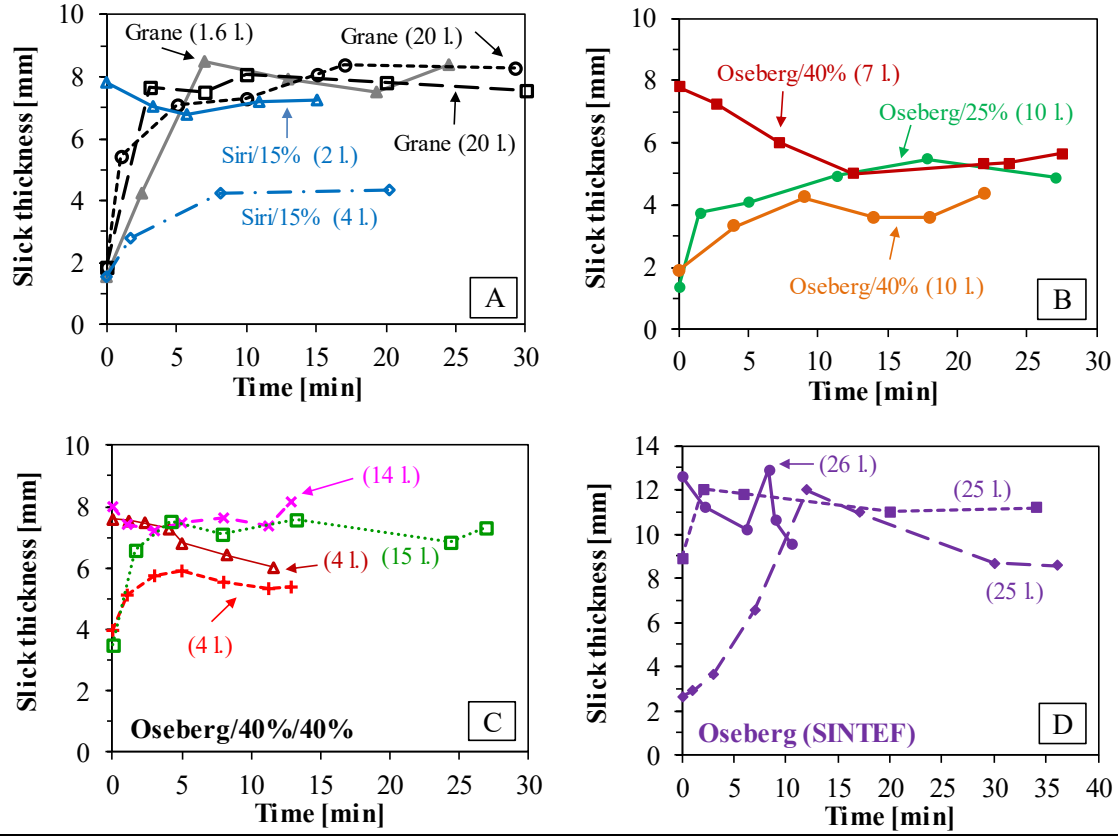 Slick thickness [mm]
10
8
6
4
2
0
0 5 10 15 20 25 30
Time [min]
Grane (1.6 l.)
Grane (20 l.)
Grane (20 l.)
Siri/15% (2 l.)
Siri/15% (4 l.)
A
Slick thickness [mm]
10
8
6
4
2
0
0 5 10 15 20 25 30
Time [min]
Oseberg/40% (7 l.)
Oseberg/25% (10 l.)
Oseberg/40% (10 l.)
B
Slick thickness [mm]
10
8
6
4
2
0
0 5 10 15 20 25 30
Time [min]
(14 l.)
(4 l.)
(15 l.)
(4 l.)
Oseberg/40%/40%
C
Slick thickness [mm]
14
12
10
8
6
4
2
0
0 5 10 15 20 25 30 35 40
Time [min]
(26 l.)
(25 l.)
(25 l.)
Oseberg (SINTEF)
D